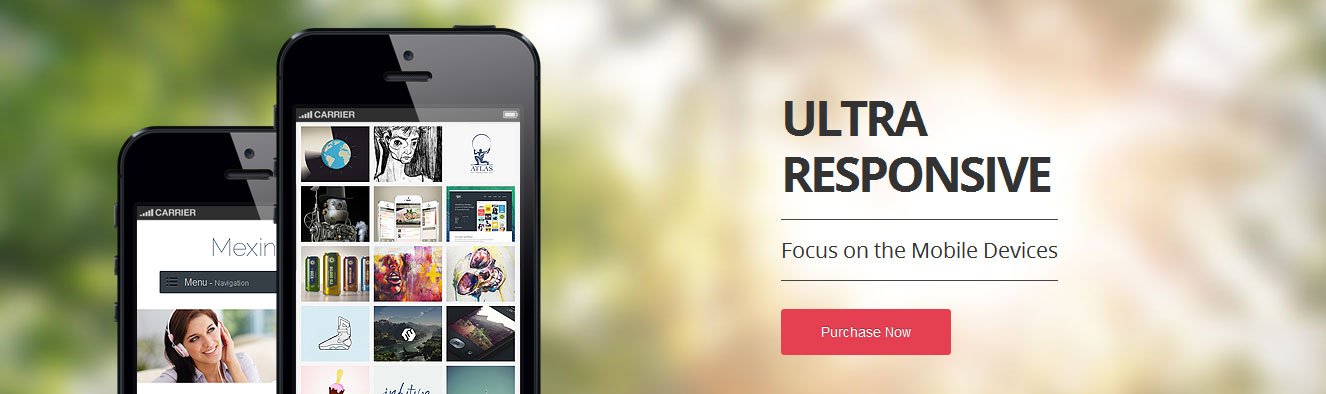 CARRIER
CARRIER
Mexin
Menu - Navigation
ATLAS
ULTRA
RESPONSIVE
Focus on the Mobile Devices
Purchase Now